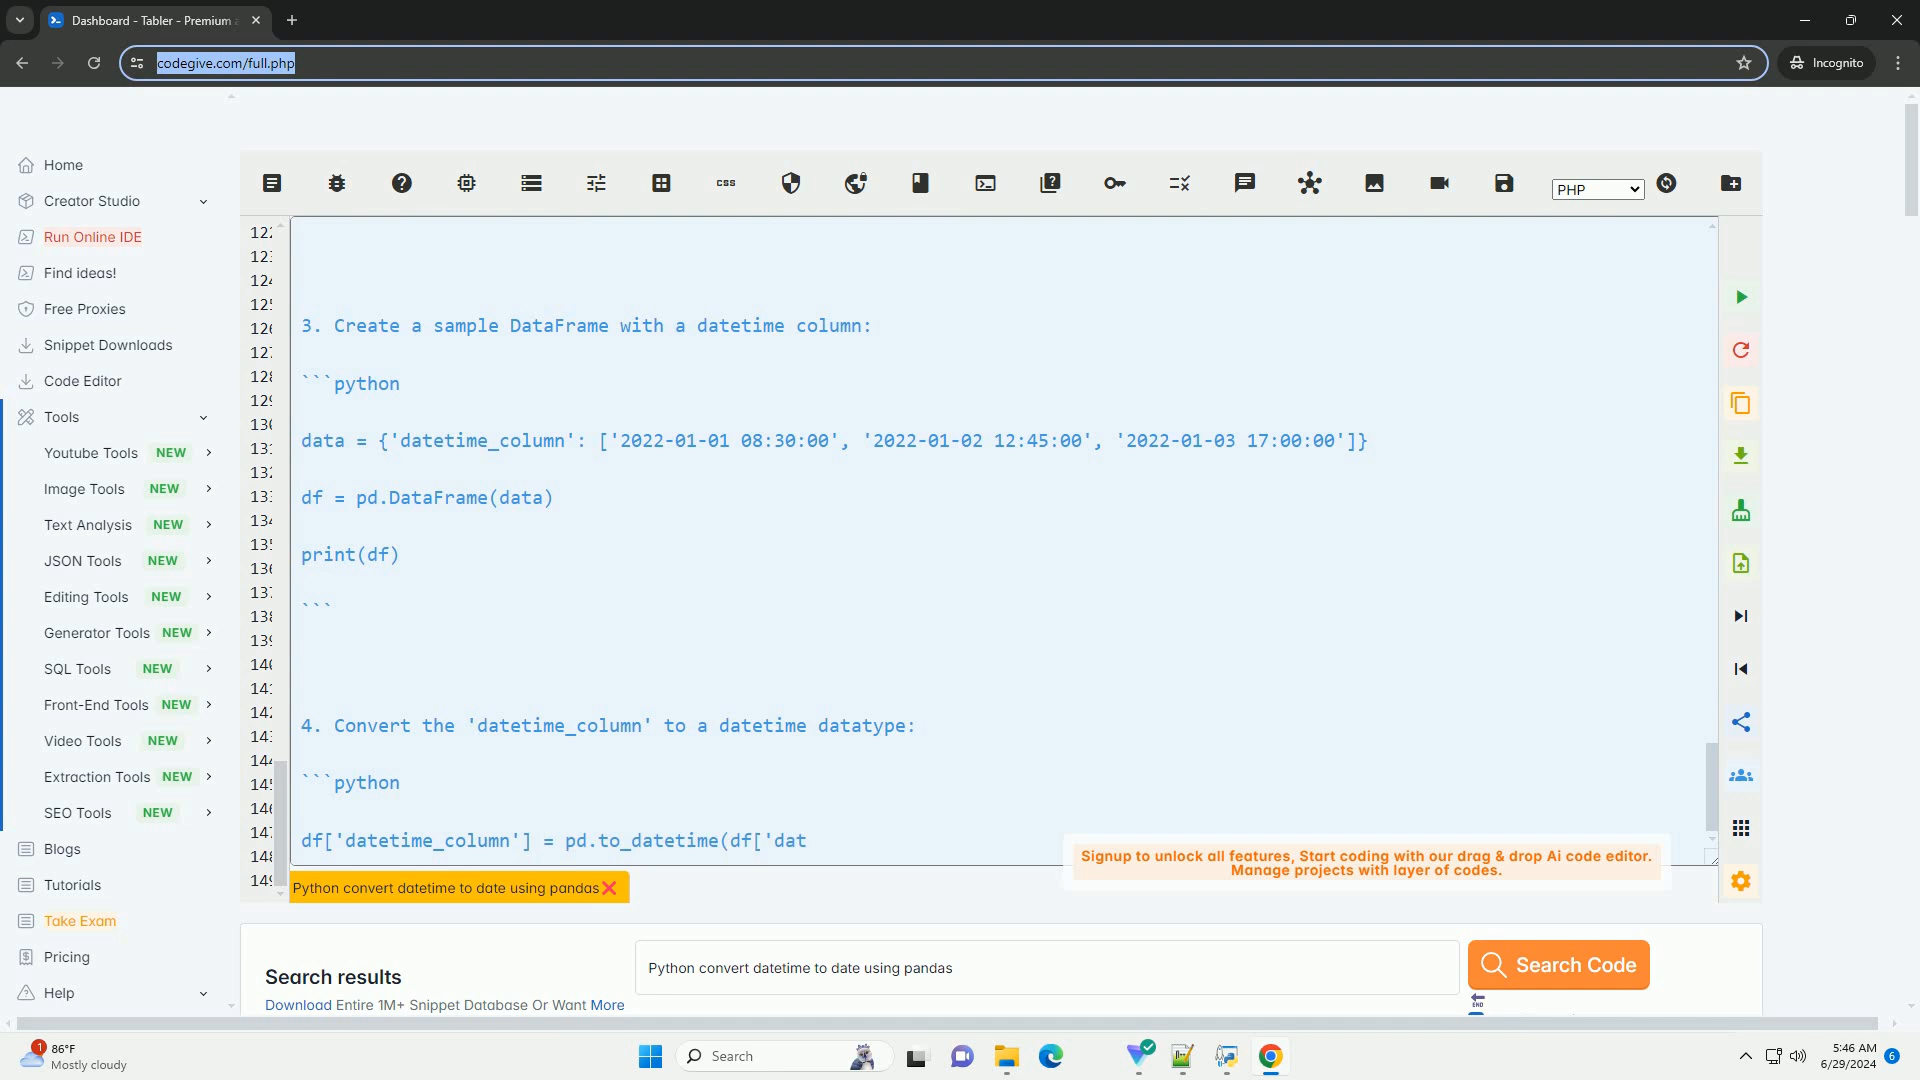 Dashboard - Tabler - Premium
codegive.com/full.php
Incognito
Home
Creator Studio
Run Online IDE
Find ideas!
Free Proxies
Snippet Downloads
Code Editor
Tools
Youtube Tools NEW
Image Tools NEW
Text Analysis NEW
JSON Tools NEW
Editing Tools NEW
Generator Tools NEW
SQL Tools NEW
Front-End Tools NEW
Video Tools NEW
Extraction Tools NEW
SEO Tools NEW
Blogs
Tutorials
Take Exam
Pricing
Help
css
PHP
3. Create a sample DataFrame with a datetime column:
```python
data = {'datetime_column': ['2022-01-01 08:30:00', '2022-01-02 12:45:00', '2022-01-03 17:00:00']}
df = pd.DataFrame(data)
print(df)
```
4. Convert the 'datetime_column' to a datetime datatype:
```python
df['datetime_column'] = pd.to_datetime(df['dat
Signup to unlock all features, Start coding with our drag & drop Ai code editor.
Manage projects with layer of codes.
Python convert datetime to date using pandas
Search results
Download Entire 1M+ Snippet Database Or Want More
Python convert datetime to date using pandas
Search Code
END
1
86°F
Mostly cloudy
Search
5:46 AM
6/29/2024
6